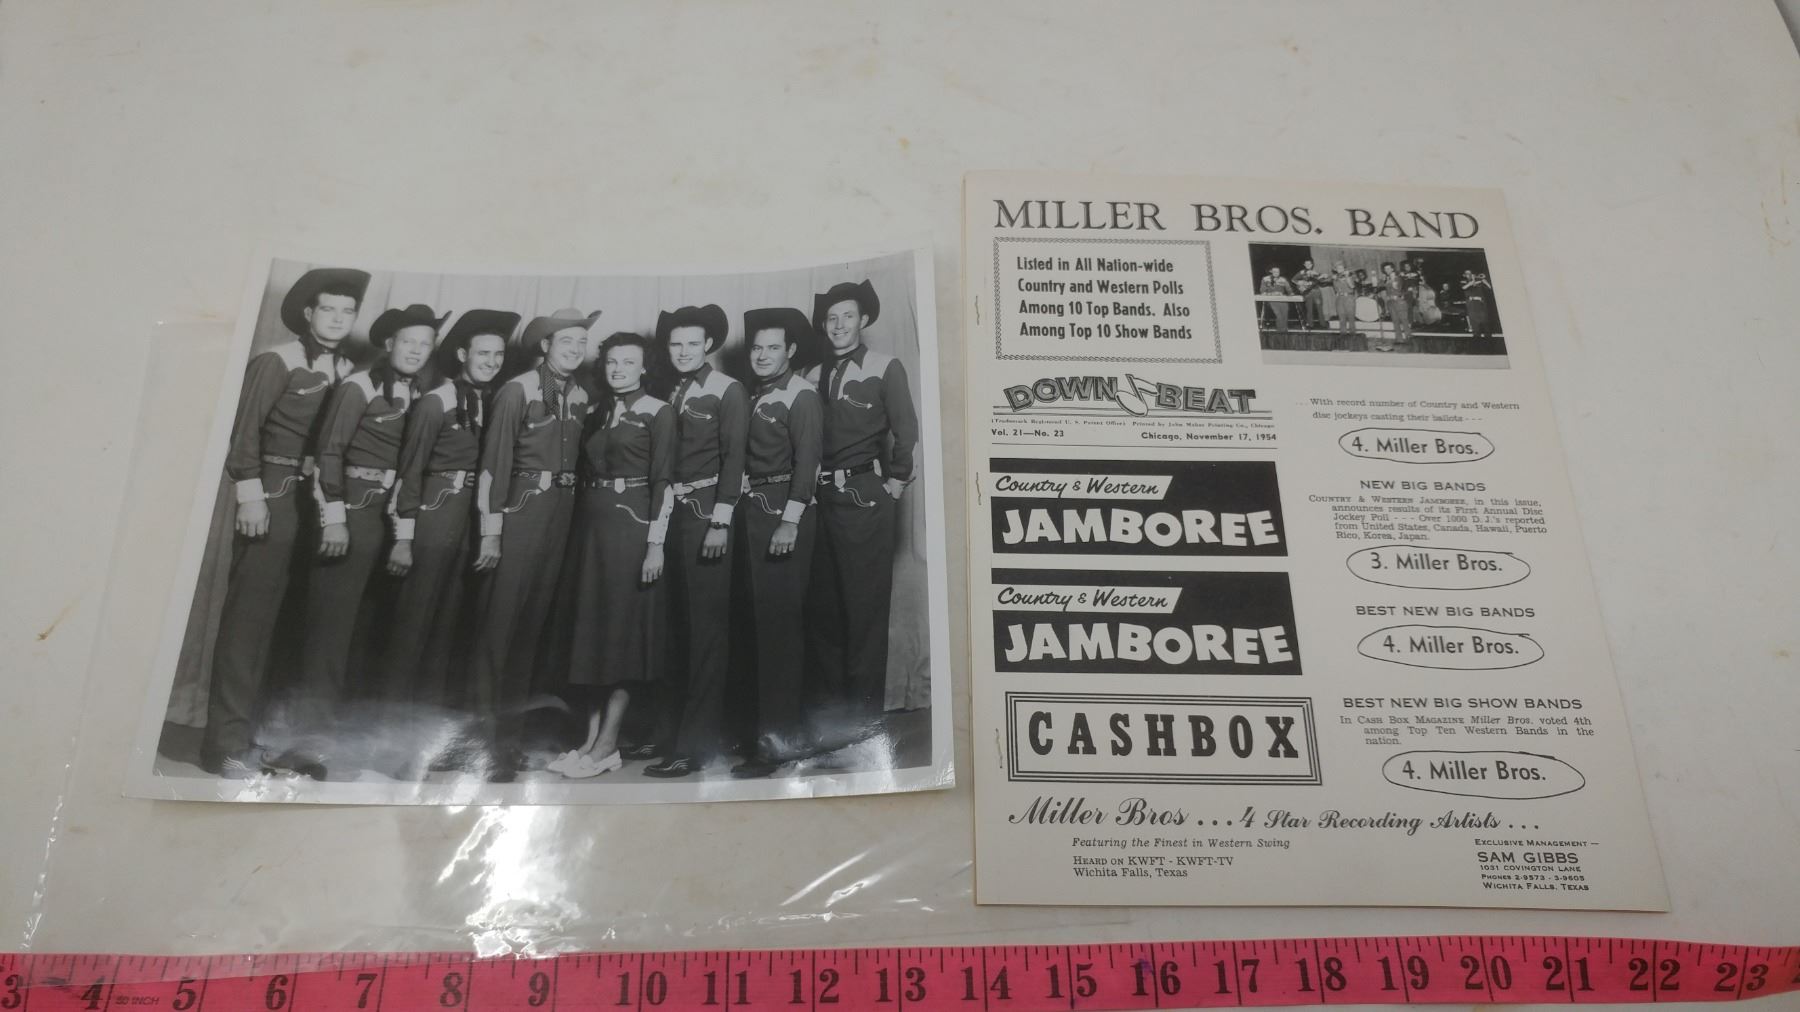 MILLER BROS. BAND
Listed in All Nation-wide
Country and Western Polls
Among 10 Top Bands. Also
Among Top 10 Show Bands
DOWN BEAT
(Trademark Registered U. S. Patent Office) Printed by John Maher Printing Co., Chicago
Vol. 21—No. 23 Chicago, November 17, 1954
...With record number of Country and Western
disc jockeys casting their ballots ---
4. Miller Bros.
Country & Western
JAMBOREE
NEW BIG BANDS
COUNTRY & WESTERN JAMBOREE, in this issue,
announces results of its First Annual Disc
Jockey Poll - - - Over 1000 D. J.'s reported
from United States, Canada, Hawaii, Puerto
Rico, Korea, Japan.
3. Miller Bros.
Country & Western
JAMBOREE
BEST NEW BIG BANDS
4. Miller Bros.
CASHBOX
BEST NEW BIG SHOW BANDS
In CASH BOX MAGAZINE Miller Bros. voted 4th
among Top Ten Western Bands in the
nation.
4. Miller Bros.
Miller Bros ... 4 Star Recording Artists ...
Featuring the Finest in Western Swing
HEARD ON KWFT - KWFT-TV
Wichita Falls, Texas
EXCLUSIVE MANAGEMENT —
SAM GIBBS
1031 COVINGTON LANE
PHONES 2-9573 - 3-9605
WICHITA FALLS, TEXAS
3 4 50 INCH 5 6 7 8 9 10 11 12 13 14 15 16 17 18 19 20 21 22 23